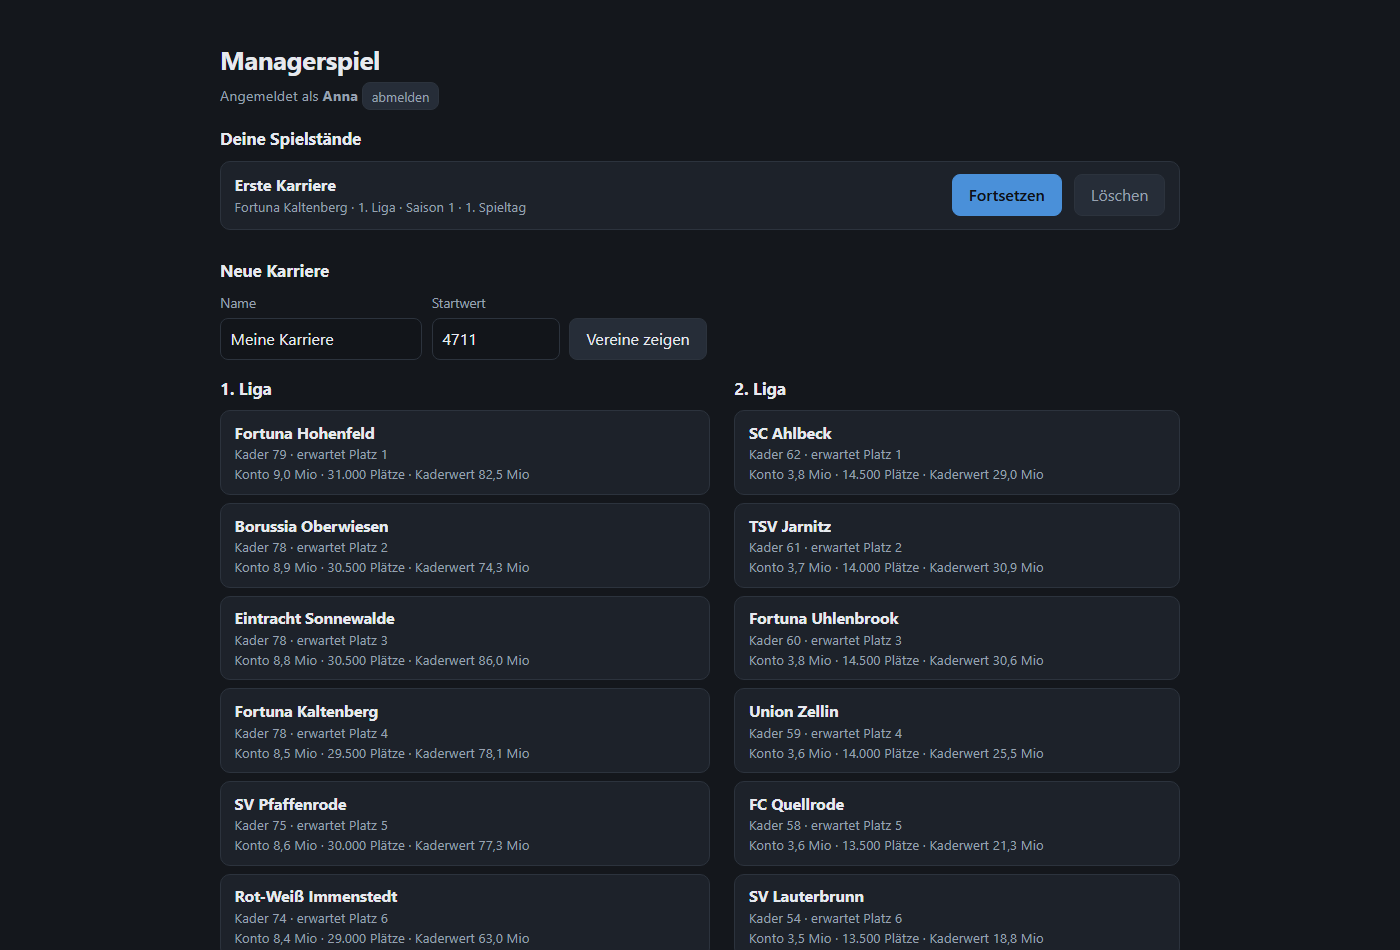 Managerspiel
Angemeldet als Anna abmelden
Deine Spielstände
Erste Karriere
Fortuna Kaltenberg · 1. Liga · Saison 1 · 1. Spieltag
Fortsetzen
Löschen
Neue Karriere
Name
Startwert
Meine Karriere
4711
Vereine zeigen
1. Liga
Fortuna Hohenfeld
Kader 79 · erwartet Platz 1
Konto 9,0 Mio · 31.000 Plätze · Kaderwert 82,5 Mio
Borussia Oberwiesen
Kader 78 · erwartet Platz 2
Konto 8,9 Mio · 30.500 Plätze · Kaderwert 74,3 Mio
Eintracht Sonnewalde
Kader 78 · erwartet Platz 3
Konto 8,8 Mio · 30.500 Plätze · Kaderwert 86,0 Mio
Fortuna Kaltenberg
Kader 78 · erwartet Platz 4
Konto 8,5 Mio · 29.500 Plätze · Kaderwert 78,1 Mio
SV Pfaffenrode
Kader 75 · erwartet Platz 5
Konto 8,6 Mio · 30.000 Plätze · Kaderwert 77,3 Mio
Rot-Weiß Immenstedt
Kader 74 · erwartet Platz 6
Konto 8,4 Mio · 29.000 Plätze · Kaderwert 63,0 Mio
2. Liga
SC Ahlbeck
Kader 62 · erwartet Platz 1
Konto 3,8 Mio · 14.500 Plätze · Kaderwert 29,0 Mio
TSV Jarnitz
Kader 61 · erwartet Platz 2
Konto 3,7 Mio · 14.000 Plätze · Kaderwert 30,9 Mio
Fortuna Uhlenbrook
Kader 60 · erwartet Platz 3
Konto 3,8 Mio · 14.500 Plätze · Kaderwert 30,6 Mio
Union Zellin
Kader 59 · erwartet Platz 4
Konto 3,6 Mio · 14.000 Plätze · Kaderwert 25,5 Mio
FC Quellrode
Kader 58 · erwartet Platz 5
Konto 3,6 Mio · 13.500 Plätze · Kaderwert 21,3 Mio
SV Lauterbrunn
Kader 54 · erwartet Platz 6
Konto 3,5 Mio · 13.500 Plätze · Kaderwert 18,8 Mio